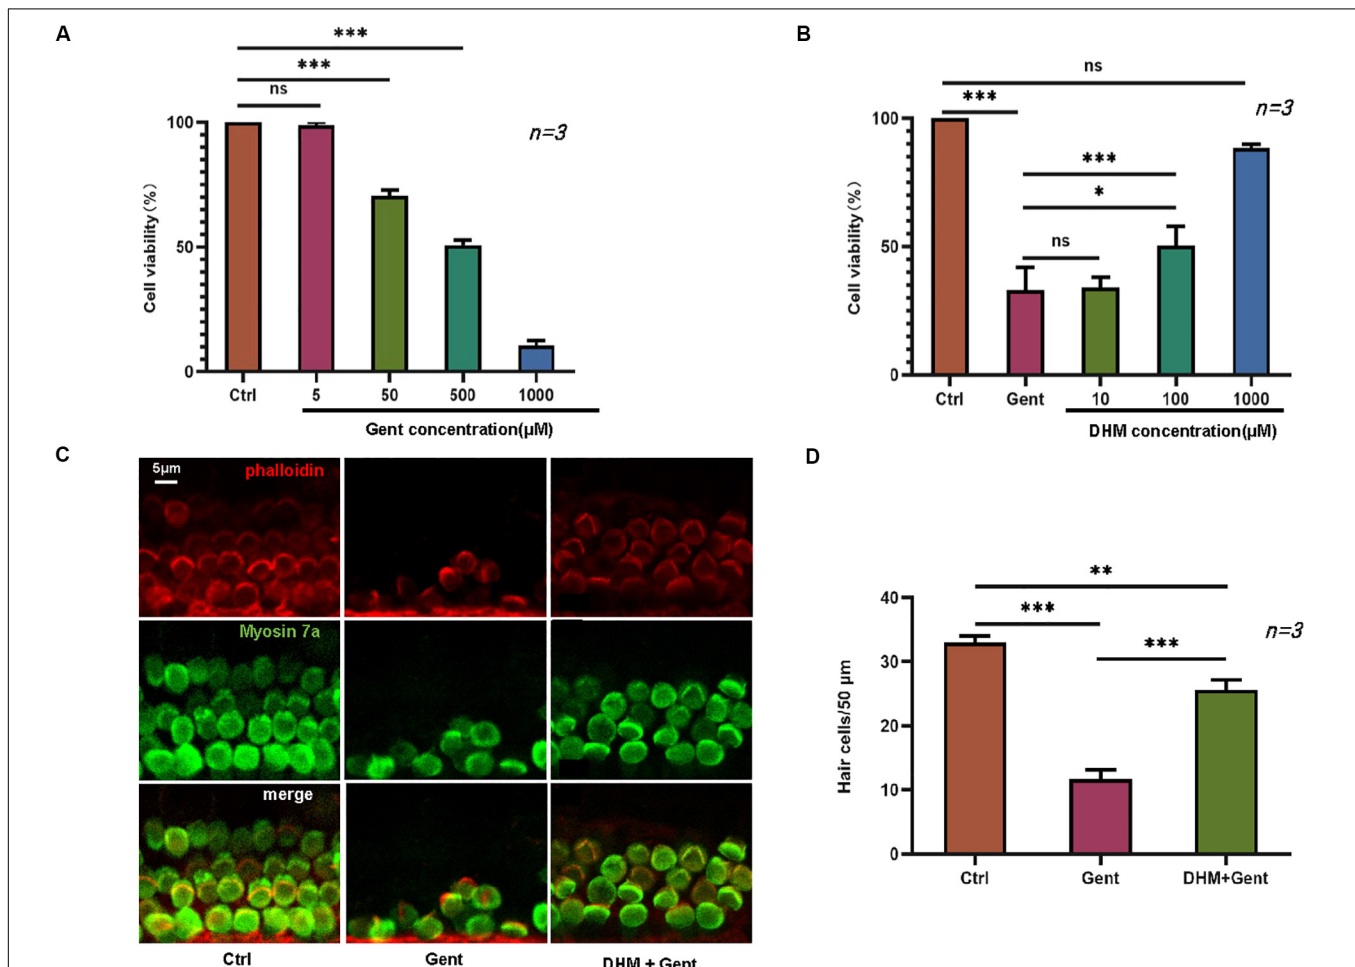 A
***
***
ns
n=3
Cell viability (%)
100
50
0
Ctrl 5 50 500 1000
Gent concentration(μM)
B
ns
***
n=3
***
*
ns
Cell viability (%)
100
50
0
Ctrl Gent 10 100 1000
DHM concentration(μM)
C
5μm
phalloidin
Myosin 7a
merge
Ctrl Gent DHM + Gent
D
**
***
n=3
***
Hair cells/50 μm
40
30
20
10
0
Ctrl Gent DHM+Gent